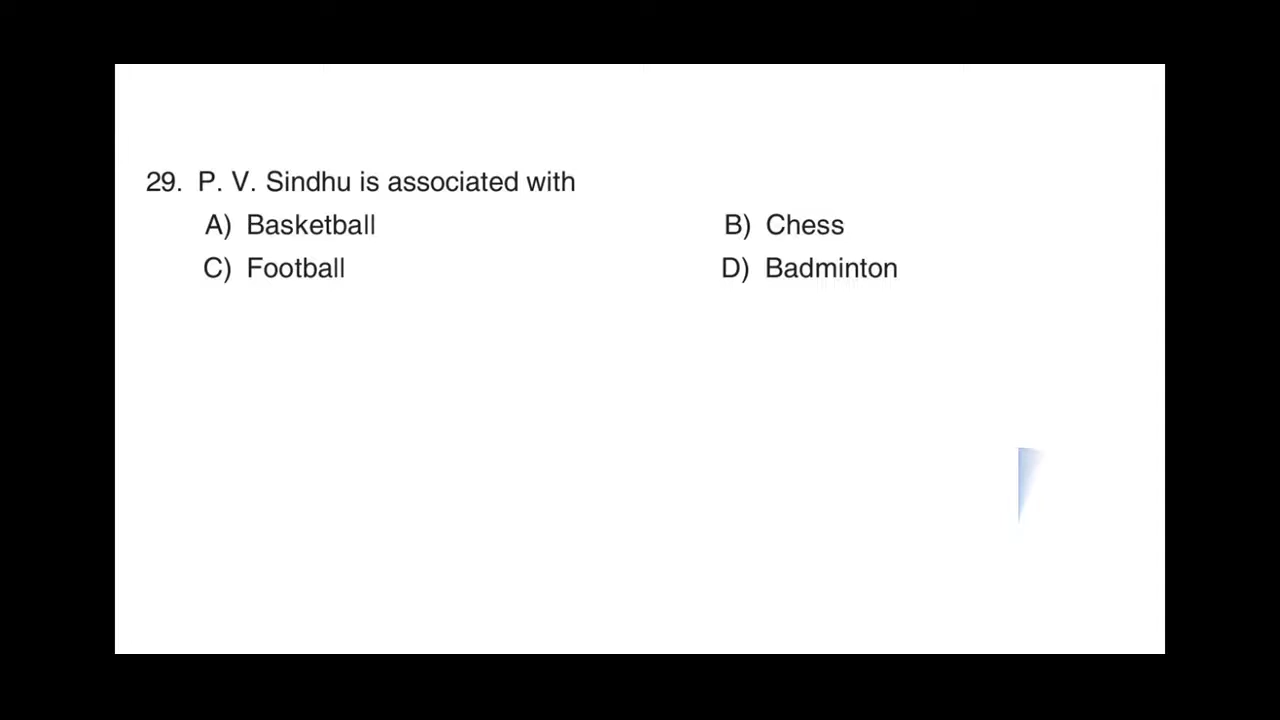 29. P. V. Sindhu is associated with
A) Basketball B) Chess
C) Football D) Badminton